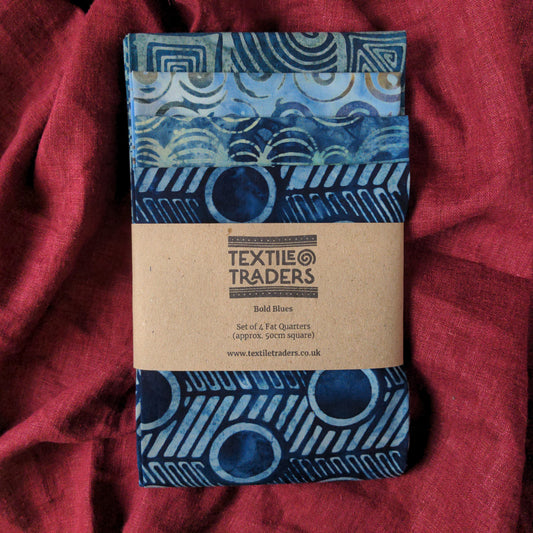 TEXTILE
TRADERS
Bold Blues
Set of 4 Fat Quarters
(approx. 50cm square)
www.textiletraders.co.uk